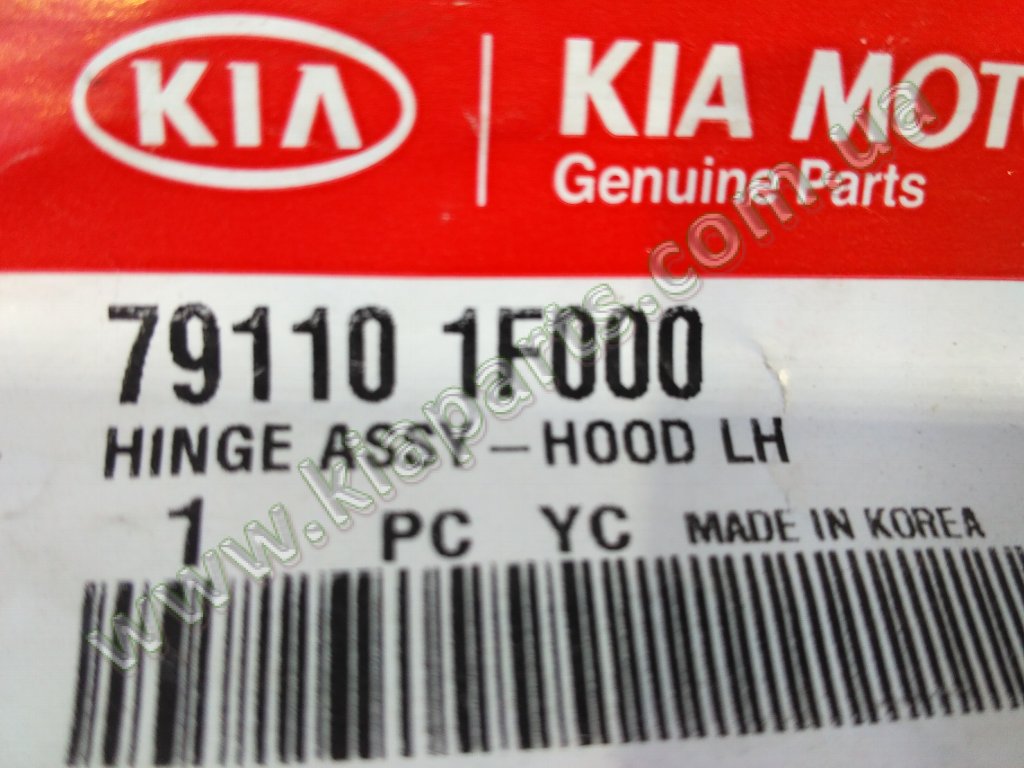 KIA
KIA MOT
Genuine Parts
79110 1F000
HINGE ASSY - HOOD LH
1 PC YC MADE IN KOREA
www.kiaparts.com.ua